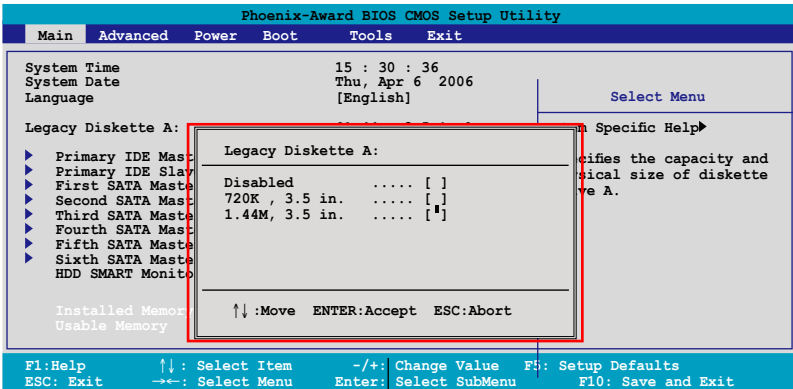 Phoenix-Award BIOS CMOS Setup Utility
Main Advanced Power Boot Tools Exit
System Time 15 : 30 : 36
System Date Thu, Apr 6 2006
Language [English]
Select Menu
Legacy Diskette A:
Specific Help
Primary IDE Mast
Primary IDE Slav
First SATA Maste
Second SATA Mast
Third SATA Maste
Fourth SATA Mast
Fifth SATA Maste
Sixth SATA Maste
HDD SMART Monito
Installed Memory
Usable Memory
cifies the capacity and
sical size of diskette
ve A.
Legacy Diskette A:
Disabled ..... [ ]
720K , 3.5 in. ..... [ ]
1.44M, 3.5 in. ..... [ ]
↑↓ :Move ENTER:Accept ESC:Abort
F1:Help ↑↓ : Select Item -/+: Change Value F5: Setup Defaults
ESC: Exit →←: Select Menu Enter: Select SubMenu F10: Save and Exit